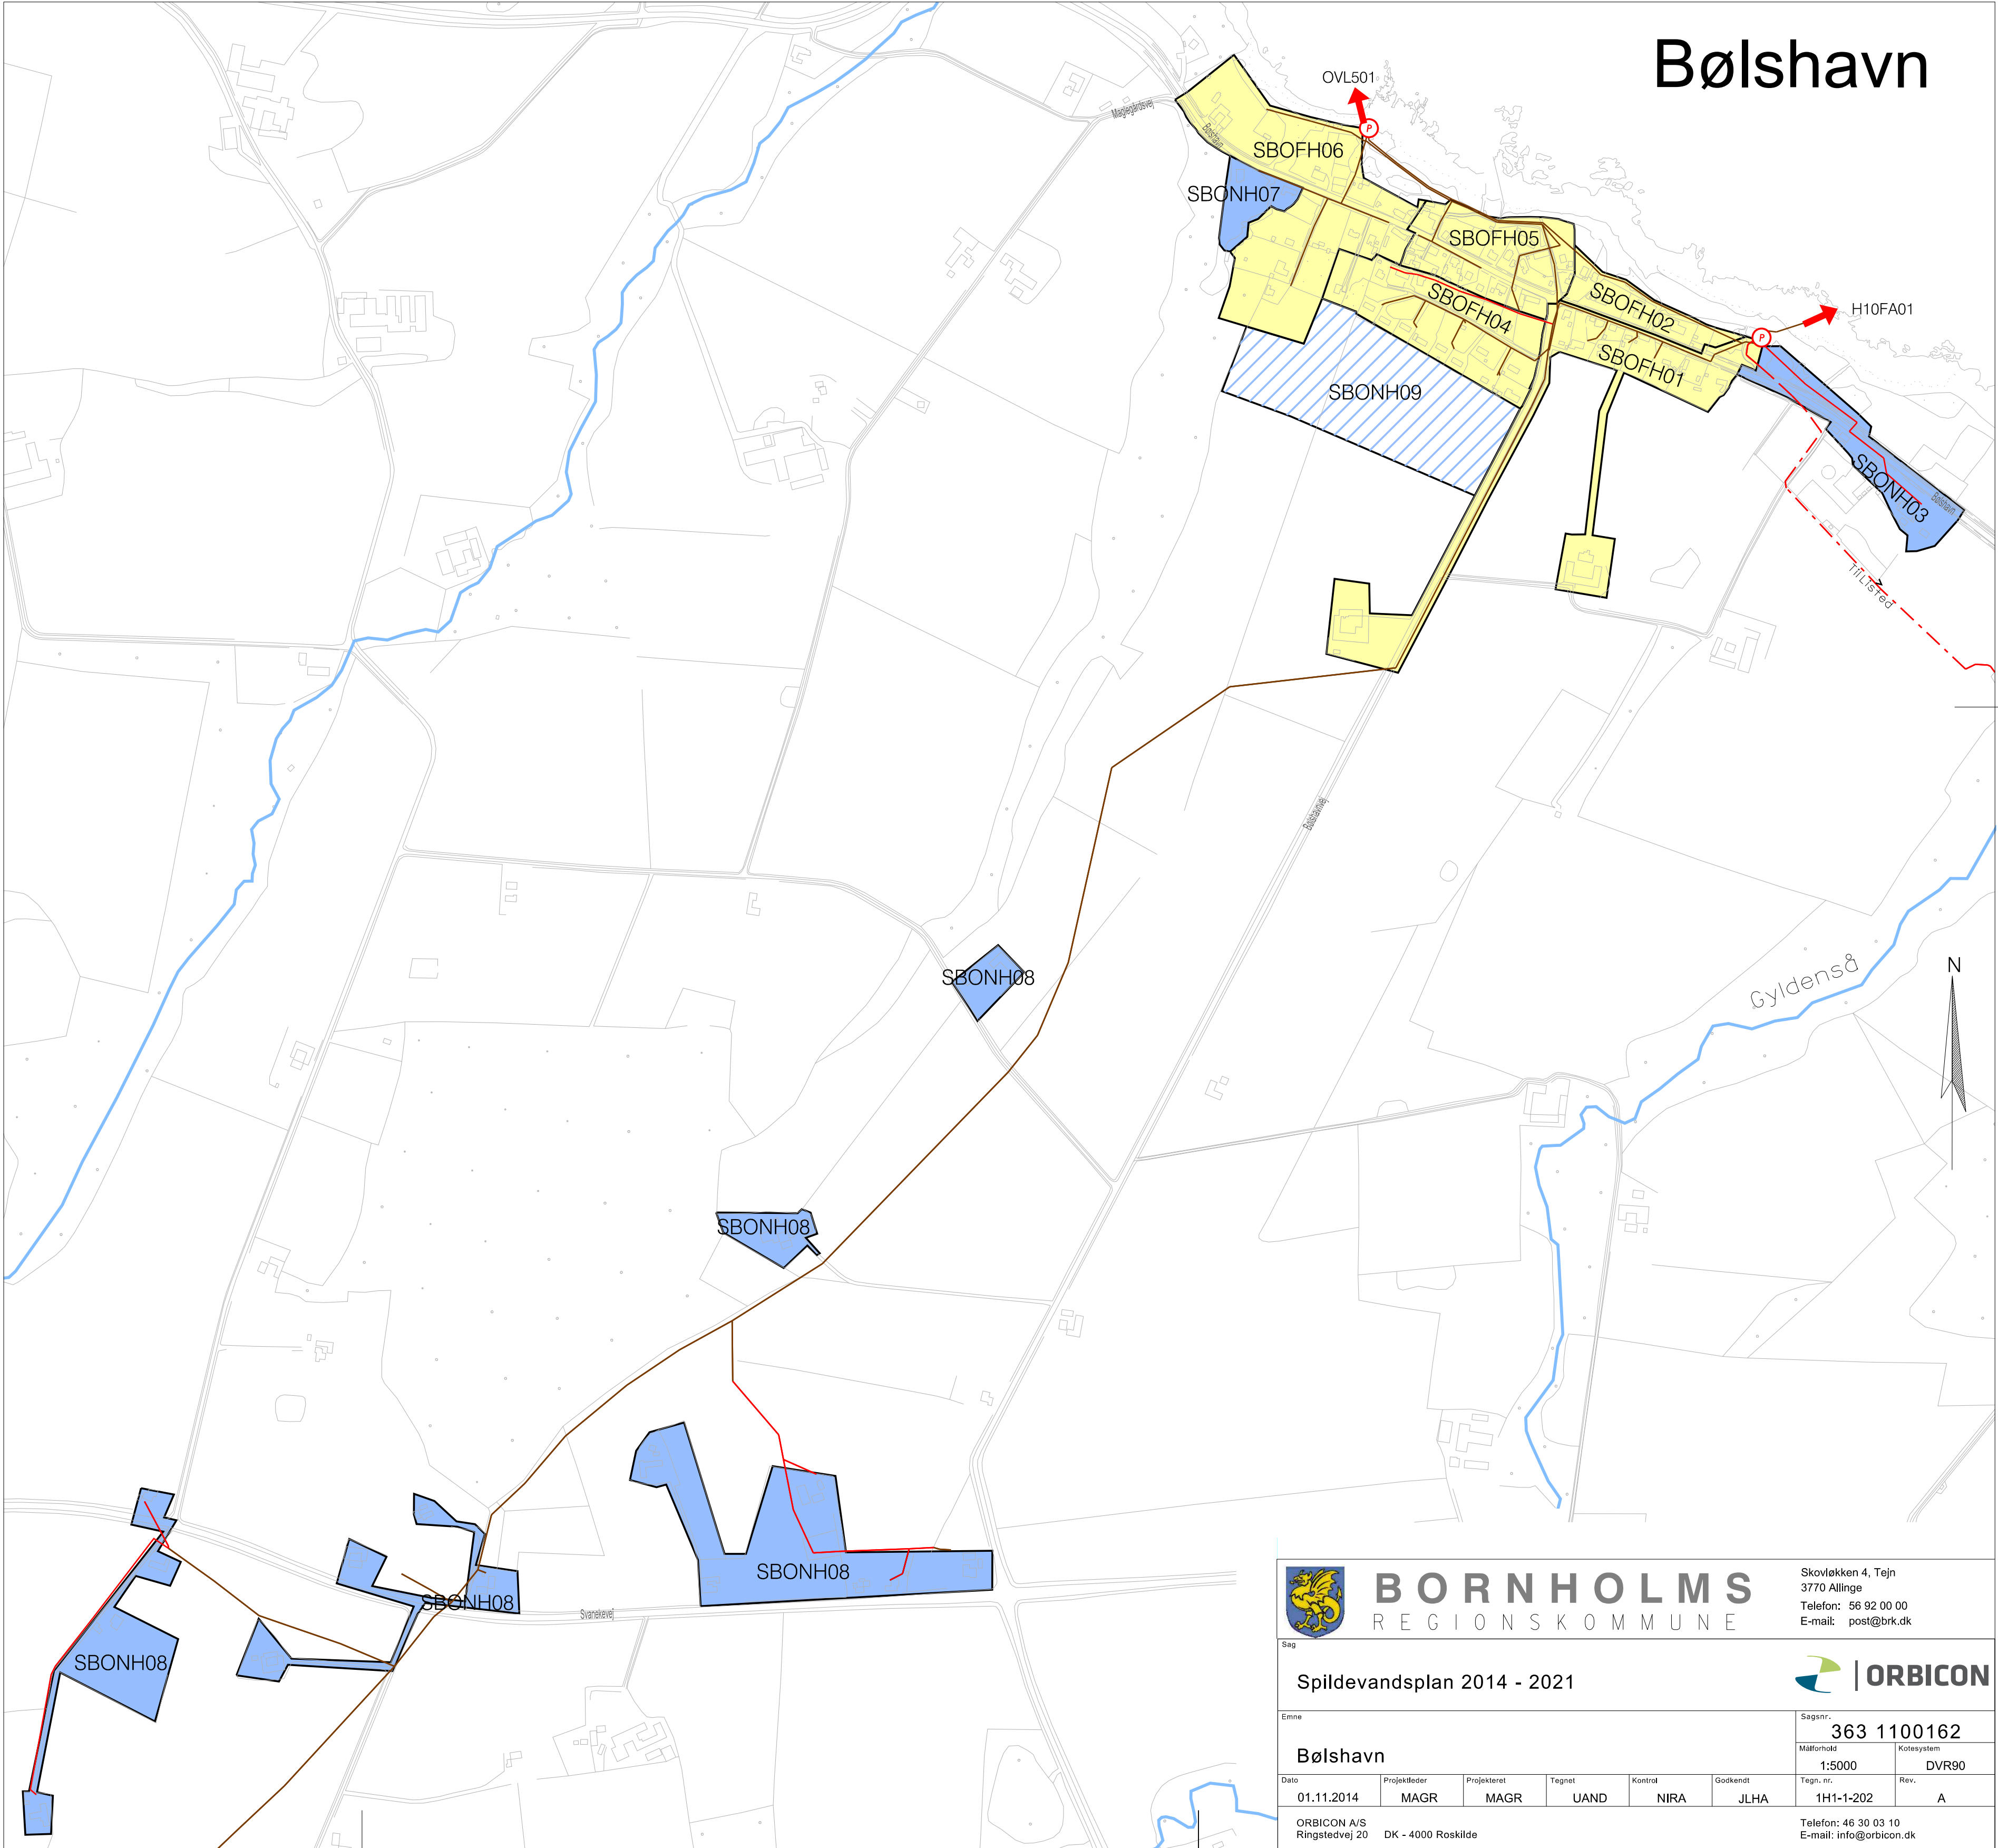 Bølshavn
OVL501
P
Maglegårdsvej
Bølshavn
SBOFH06
SBONH07
SBOFH05
SBOFH04
SBOFH02
H10FA01
P
SBOFH01
SBONH09
SBONH03
Bølshavn
Til Listed
Bølshavnvej
SBONH08
Gyldenså
N
SBONH08
SBONH08
SBONH08
SBONH08
Svanekevej
BORNHOLMS
REGIONSKOMMUNE
Skovløkken 4, Tejn
3770 Allinge
Telefon: 56 92 00 00
E-mail: post@brk.dk
Sag
Spildevandsplan 2014 - 2021
ORBICON
Emne
Bølshavn
Sagsnr.
363 1100162
Målforhold
1:5000
Kotesystem
DVR90
Dato
01.11.2014
Projektleder
MAGR
Projekteret
MAGR
Tegnet
UAND
Kontrol
NIRA
Godkendt
JLHA
Tegn. nr.
1H1-1-202
Rev.
A
ORBICON A/S
Ringstedvej 20 DK - 4000 Roskilde
Telefon: 46 30 03 10
E-mail: info@orbicon.dk